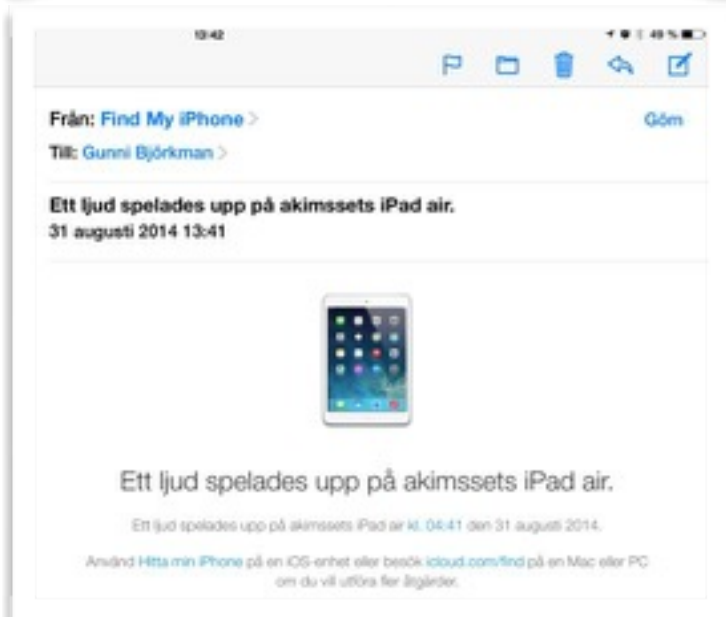 13:42
49 %
Från: Find My iPhone
Göm
Till: Gunni Björkman
Ett ljud spelades upp på akimssets iPad air.
31 augusti 2014 13:41
Ett ljud spelades upp på akimssets iPad air.
Ett ljud spelades upp på akimssets iPad air kl. 04:41 den 31 augusti 2014.
Använd Hitta min iPhone på en iOS-enhet eller besök icloud.com/find på en Mac eller PC
om du vill utföra fler åtgärder.